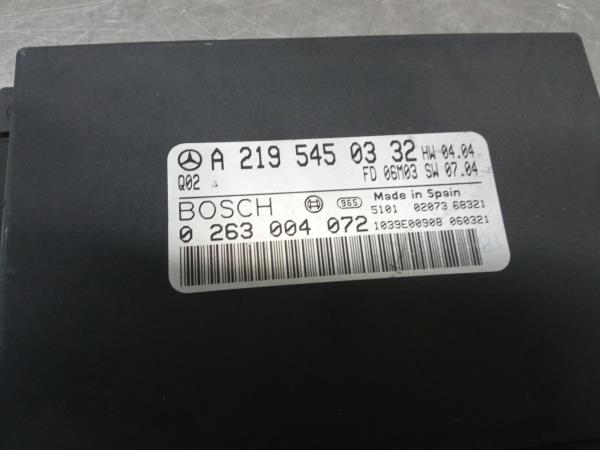 A 219 545 03 32 HW 04.04
Q02 FD 06M03 SW 07.04
BOSCH 965 Made in Spain
5101 02073 68321
0 263 004 072 1039E00908 060321